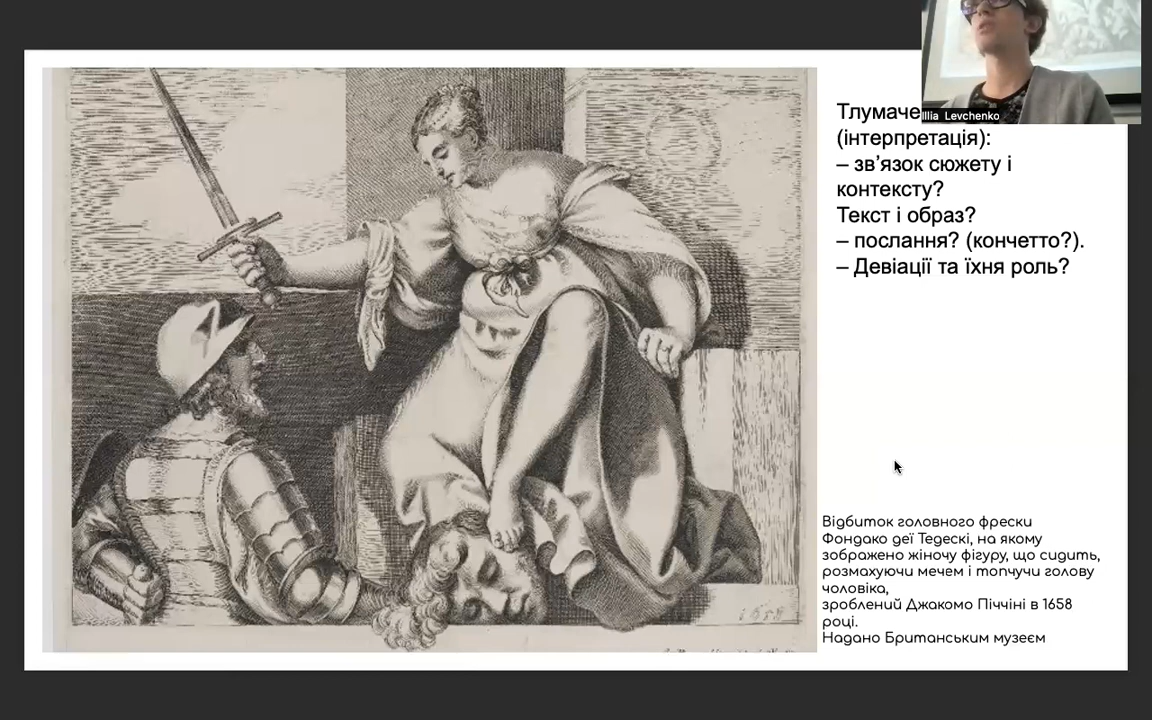 Illia Levchenko
Тлумаче
(інтерпретація):
– зв’язок сюжету і
контексту?
Текст і образ?
– послання? (кончетто?).
– Девіації та їхня роль?
Відбиток головного фрески
Фондако деї Тедескі, на якому
зображено жіночу фігуру, що сидить,
розмахуючи мечем і топчучи голову
чоловіка,
зроблений Джакомо Піччіні в 1658
році.
Надано Британським музеєм
1658